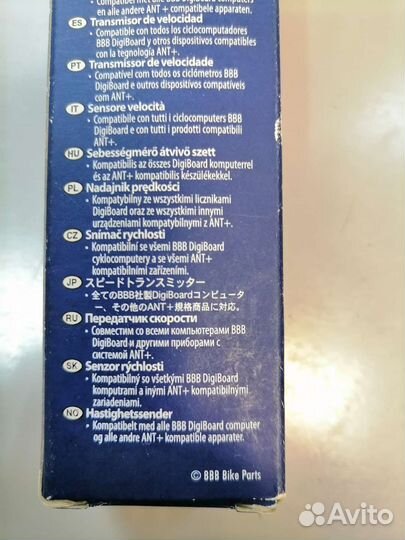 en alle andere ANT + compatibele apparaten.
ES Transmisor de velocidad
• Compatible con todos los ciclocomputadores
BBB DigiBoard y otros dispositivos compatibles
con la tegnología ANT+.
PT Transmissor de velocidade
• Compatível com todos os ciclómetros BBB
DigiBoard e outros dispositivos compatíveis
com ANT+.
IT Sensore velocità
• Compatibile con tutti i cyclocomputers BBB
DigiBoard e con tutti i prodotti compatibili
ANT+.
HU Sebességmérő átvivő szett
• Kompatibilis az összes DigiBoard komputerrel
és az ANT+ kompatibilis készülékekkel.
PL Nadajnik prędkości
• Kompatybilny ze wszystkimi licznikami
DigiBoard oraz ze wszystkimi innymi
urządzeniami kompatybilnymi z ANT+.
CZ Snímač rychlosti
• Kompatibilní se všemi BBB DigiBoard
cyklocomputery a se všemi ANT+
kompatibilními zařízeními.
JP スピードトランスミッター
• 全てのBBB社製DigiBoardコンピュータ
ー、その他のANT+規格商品に対応。
RU Передатчик скорости
• Совместим со всеми компьютерами BBB
DigiBoard и другими приборами с
системой ANT+.
SK Senzor rýchlosti
• Kompatibilný so všetkými BBB DigiBoard
komputrami a inými ANT+ kompatibilnými
zariadeniami.
NO Hastighetssender
• Kompatibelt med alle BBB DigiBoard computer
og alle andre ANT+ kompatible apparater.
© BBB Bike Parts
Avito